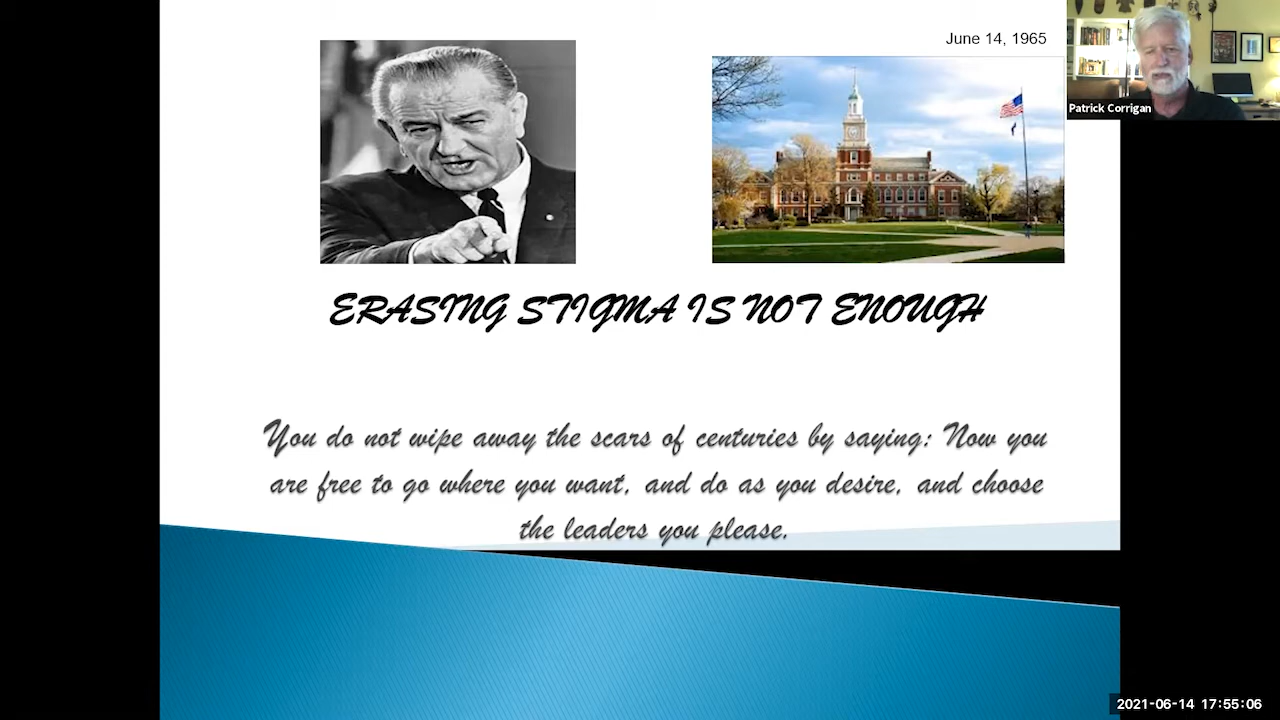 June 14, 1965
Patrick Corrigan
ERASING STIGMA IS NOT ENOUGH
You do not wipe away the scars of centuries by saying: Now you
are free to go where you want, and do as you desire, and choose
the leaders you please.
2021-06-14 17:55:06